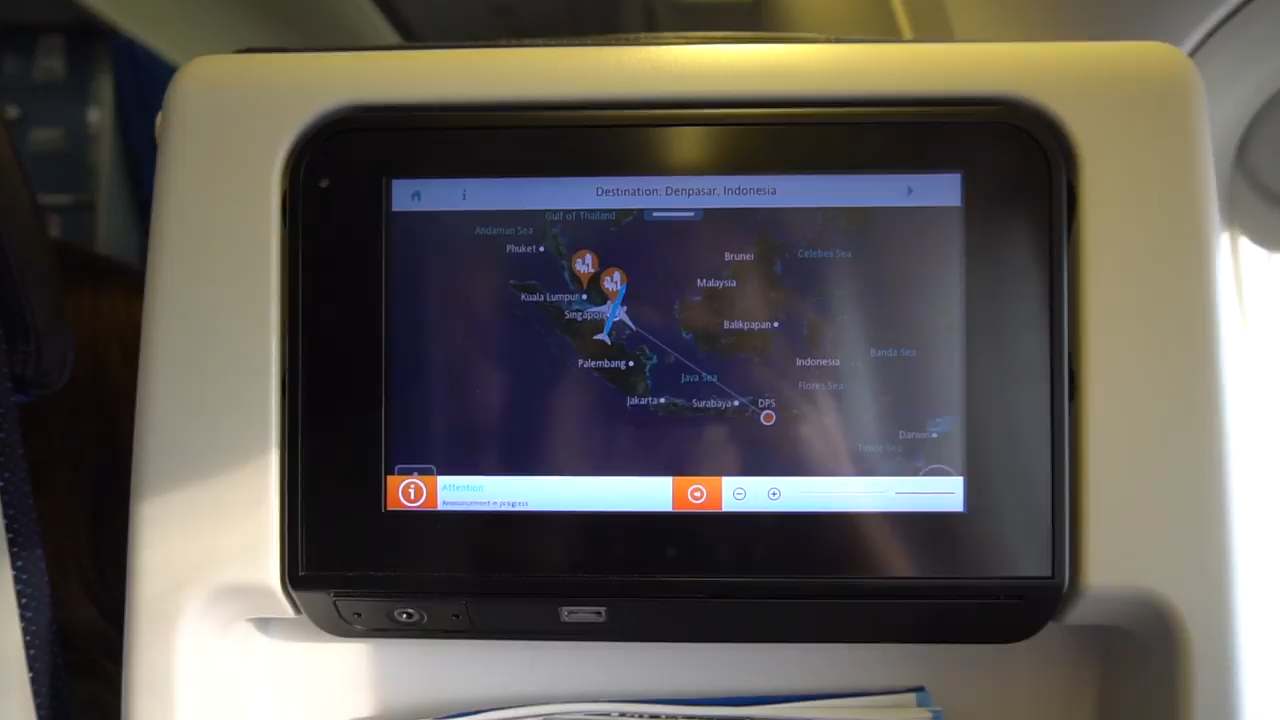 i
Destination: Denpasar, Indonesia
Gulf of Thailand
Andaman Sea
Phuket
Brunei
Celebes Sea
Malaysia
Kuala Lumpur
Singapore
Balikpapan
Banda Sea
Palembang
Indonesia
Java Sea
Flores Sea
Jakarta
Surabaya
DPS
Darwin
Timor Sea
i
Attention
Announcement in progress